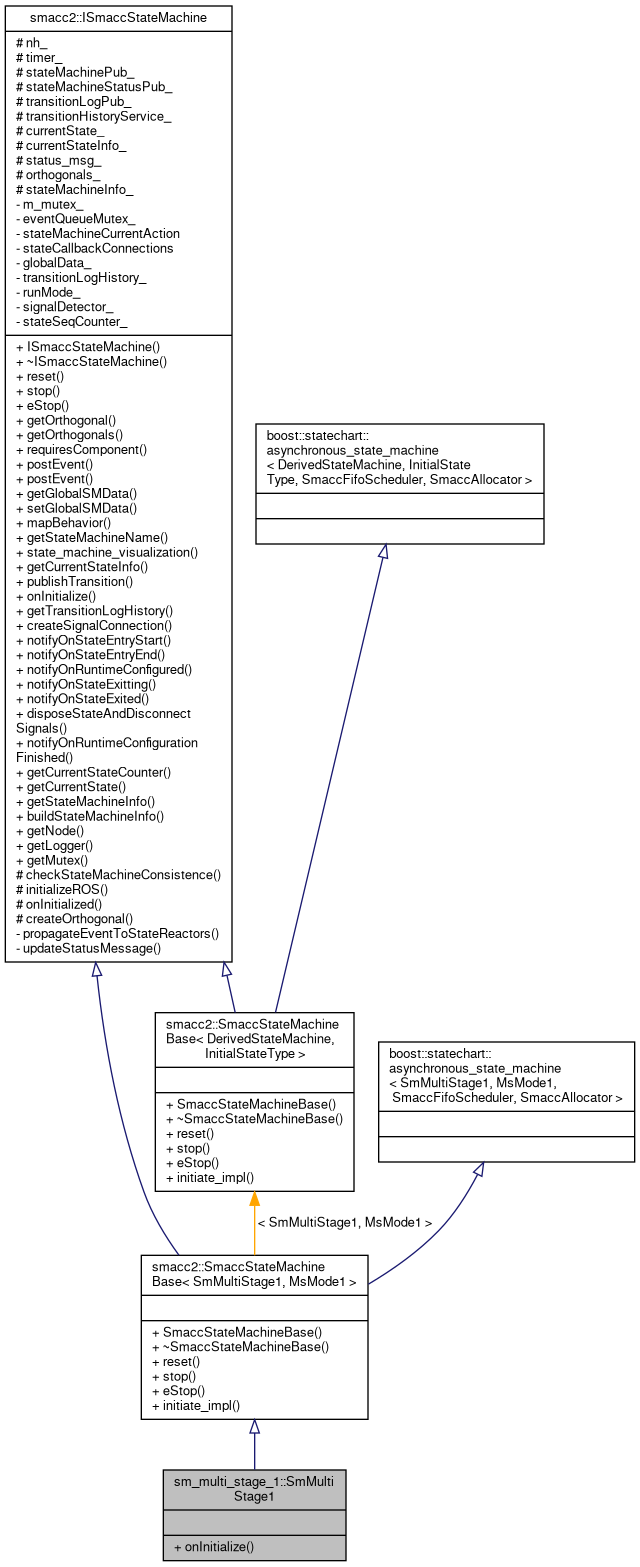 smacc2::ISmaccStateMachine
# nh_
# timer_
# stateMachinePub_
# stateMachineStatusPub_
# transitionLogPub_
# transitionHistoryService_
# currentState_
# currentStateInfo_
# status_msg_
# orthogonals_
# stateMachineInfo_
- m_mutex_
- eventQueueMutex_
- stateMachineCurrentAction
- stateCallbackConnections
- globalData_
- transitionLogHistory_
- runMode_
- signalDetector_
- stateSeqCounter_
+ ISmaccStateMachine()
+ ~ISmaccStateMachine()
+ reset()
+ stop()
+ eStop()
+ getOrthogonal()
+ getOrthogonals()
+ requiresComponent()
+ postEvent()
+ postEvent()
+ getGlobalSMData()
+ setGlobalSMData()
+ mapBehavior()
+ getStateMachineName()
+ state_machine_visualization()
+ getCurrentStateInfo()
+ publishTransition()
+ onInitialize()
+ getTransitionLogHistory()
+ createSignalConnection()
+ notifyOnStateEntryStart()
+ notifyOnStateEntryEnd()
+ notifyOnRuntimeConfigured()
+ notifyOnStateExitting()
+ notifyOnStateExited()
+ disposeStateAndDisconnect
Signals()
+ notifyOnRuntimeConfiguration
Finished()
+ getCurrentStateCounter()
+ getCurrentState()
+ getStateMachineInfo()
+ buildStateMachineInfo()
+ getNode()
+ getLogger()
+ getMutex()
# checkStateMachineConsistence()
# initializeROS()
# onInitialized()
# createOrthogonal()
- propagateEventToStateReactors()
- updateStatusMessage()
boost::statechart::
asynchronous_state_machine
< DerivedStateMachine, InitialState
Type, SmaccFifoScheduler, SmaccAllocator >
smacc2::SmaccStateMachine
Base< DerivedStateMachine,
InitialStateType >
+ SmaccStateMachineBase()
+ ~SmaccStateMachineBase()
+ reset()
+ stop()
+ eStop()
+ initiate_impl()
boost::statechart::
asynchronous_state_machine
< SmMultiStage1, MsMode1,
SmaccFifoScheduler, SmaccAllocator >
< SmMultiStage1, MsMode1 >
smacc2::SmaccStateMachine
Base< SmMultiStage1, MsMode1 >
+ SmaccStateMachineBase()
+ ~SmaccStateMachineBase()
+ reset()
+ stop()
+ eStop()
+ initiate_impl()
sm_multi_stage_1::SmMulti
Stage1
+ onInitialize()